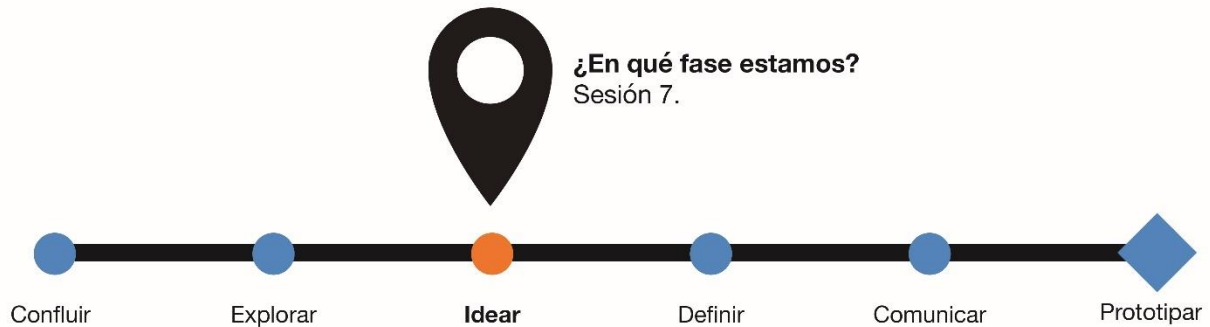 ¿En qué fase estamos?
Sesión 7.
Confluir
Explorar
Idear
Definir
Comunicar
Prototipar